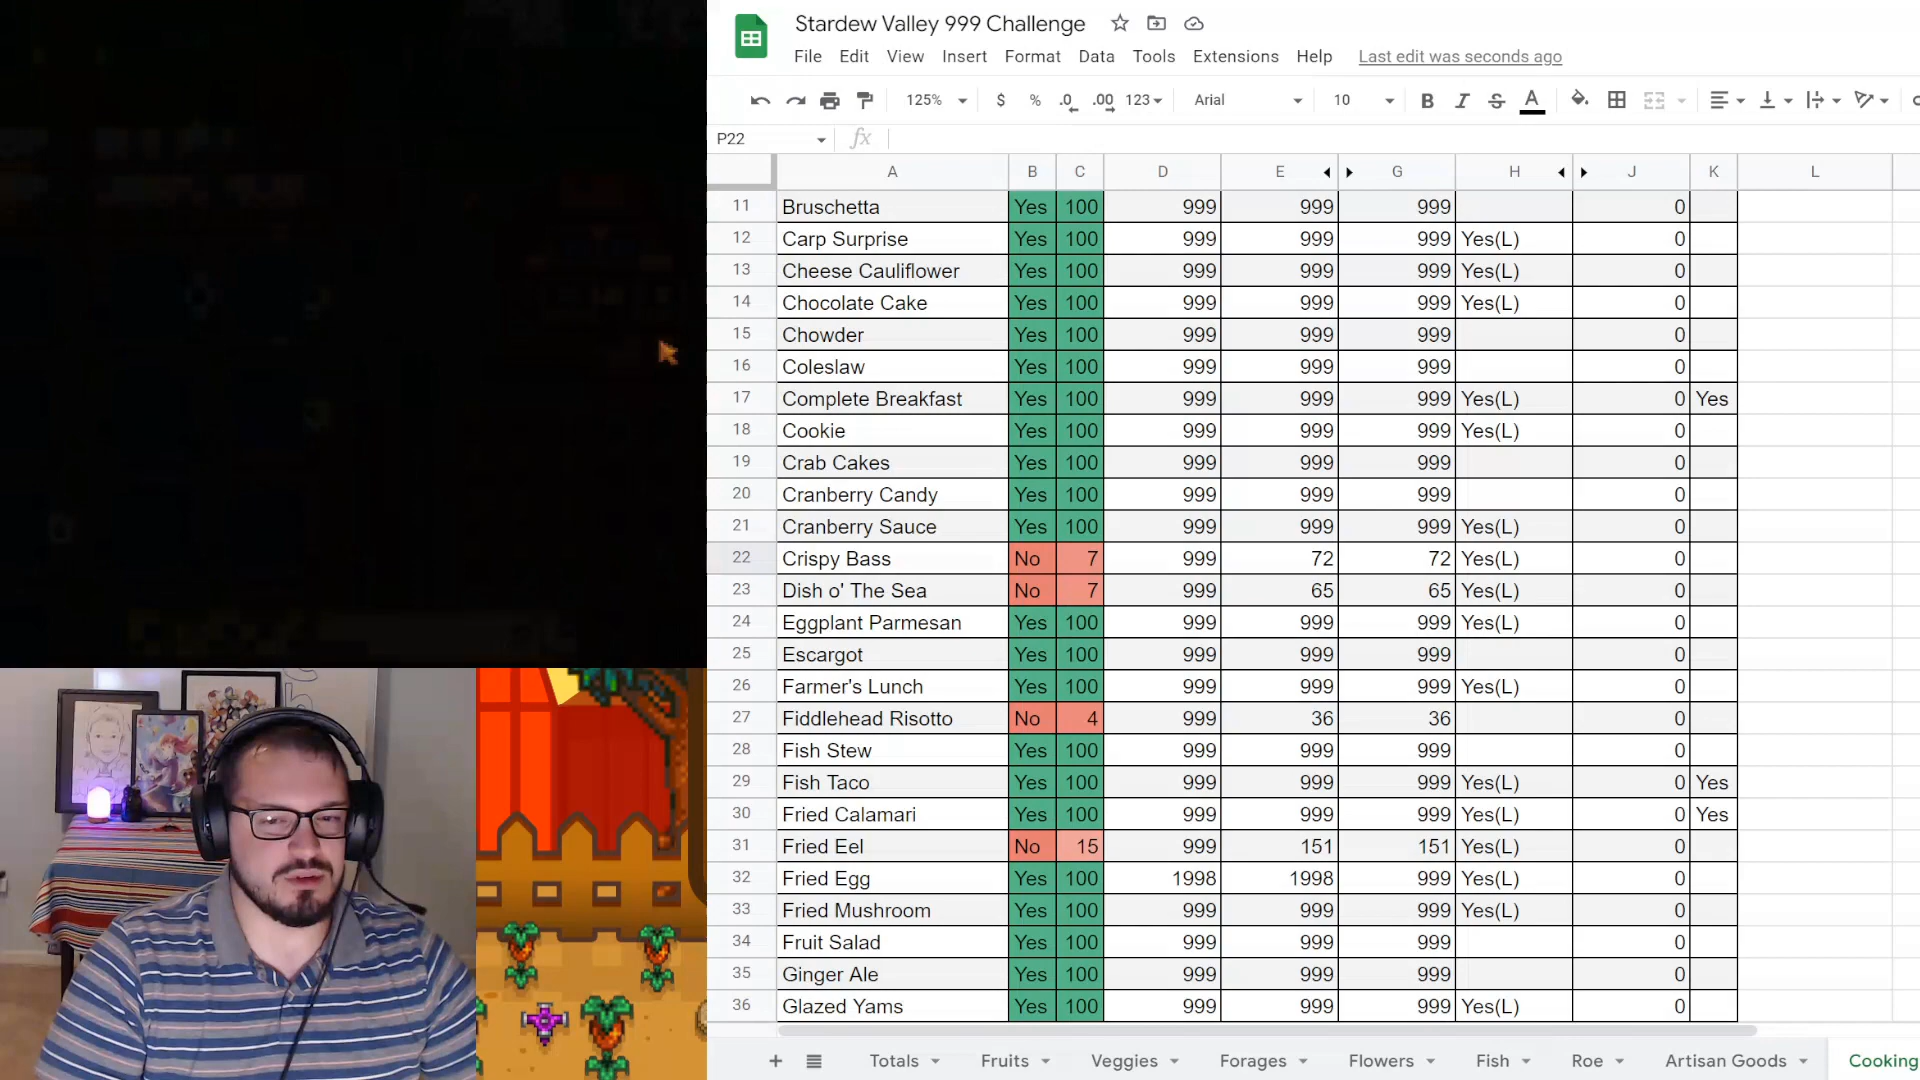 Stardew Valley 999 Challenge
File Edit View Insert Format Data Tools Extensions Help Last edit was seconds ago
125% $ % .0 .00 123 Arial 10 B I S A
P22 fx
A B C D E G H J K L
11 Bruschetta Yes 100 999 999 999 0
12 Carp Surprise Yes 100 999 999 999 Yes(L) 0
13 Cheese Cauliflower Yes 100 999 999 999 Yes(L) 0
14 Chocolate Cake Yes 100 999 999 999 Yes(L) 0
15 Chowder Yes 100 999 999 999 0
16 Coleslaw Yes 100 999 999 999 0
17 Complete Breakfast Yes 100 999 999 999 Yes(L) 0 Yes
18 Cookie Yes 100 999 999 999 Yes(L) 0
19 Crab Cakes Yes 100 999 999 999 0
20 Cranberry Candy Yes 100 999 999 999 0
21 Cranberry Sauce Yes 100 999 999 999 Yes(L) 0
22 Crispy Bass No 7 999 72 72 Yes(L) 0
23 Dish o' The Sea No 7 999 65 65 Yes(L) 0
24 Eggplant Parmesan Yes 100 999 999 999 Yes(L) 0
25 Escargot Yes 100 999 999 999 0
26 Farmer's Lunch Yes 100 999 999 999 Yes(L) 0
27 Fiddlehead Risotto No 4 999 36 36 0
28 Fish Stew Yes 100 999 999 999 0
29 Fish Taco Yes 100 999 999 999 Yes(L) 0 Yes
30 Fried Calamari Yes 100 999 999 999 Yes(L) 0 Yes
31 Fried Eel No 15 999 151 151 Yes(L) 0
32 Fried Egg Yes 100 1998 1998 999 Yes(L) 0
33 Fried Mushroom Yes 100 999 999 999 Yes(L) 0
34 Fruit Salad Yes 100 999 999 999 0
35 Ginger Ale Yes 100 999 999 999 0
36 Glazed Yams Yes 100 999 999 999 Yes(L) 0
Totals Fruits Veggies Forages Flowers Fish Roe Artisan Goods Cooking